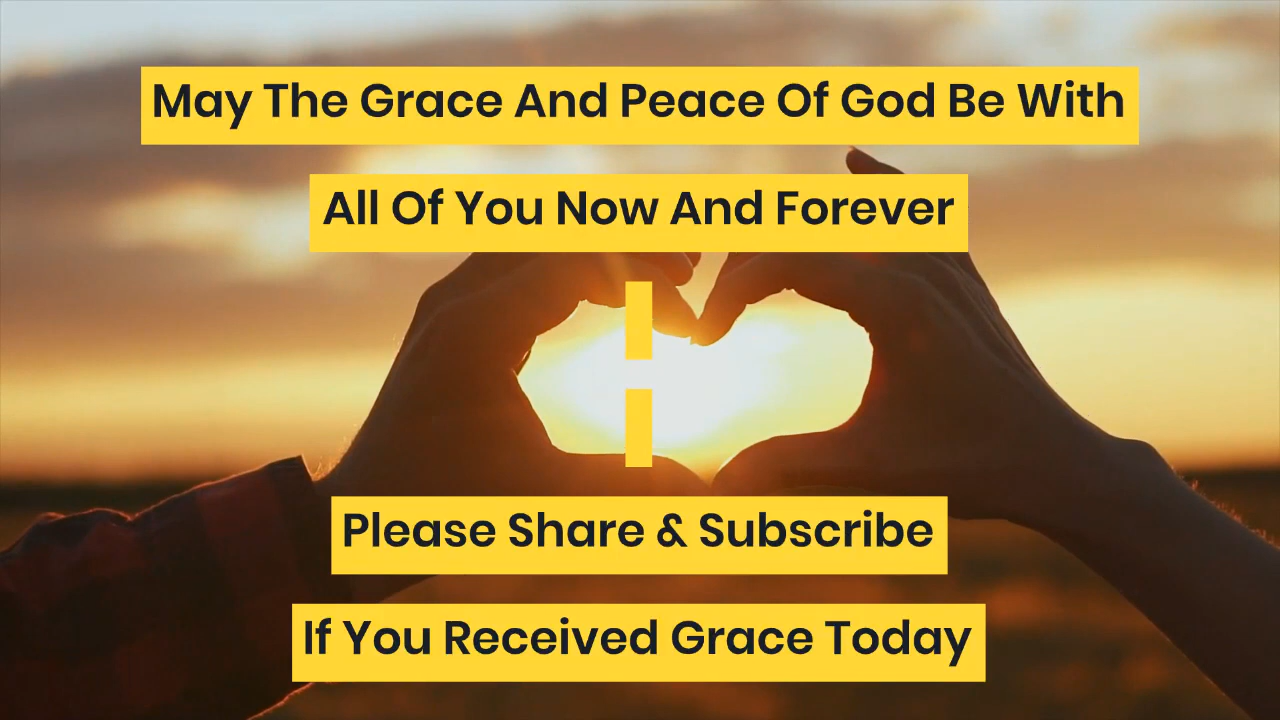 May The Grace And Peace Of God Be With
All Of You Now And Forever
Please Share & Subscribe
If You Received Grace Today